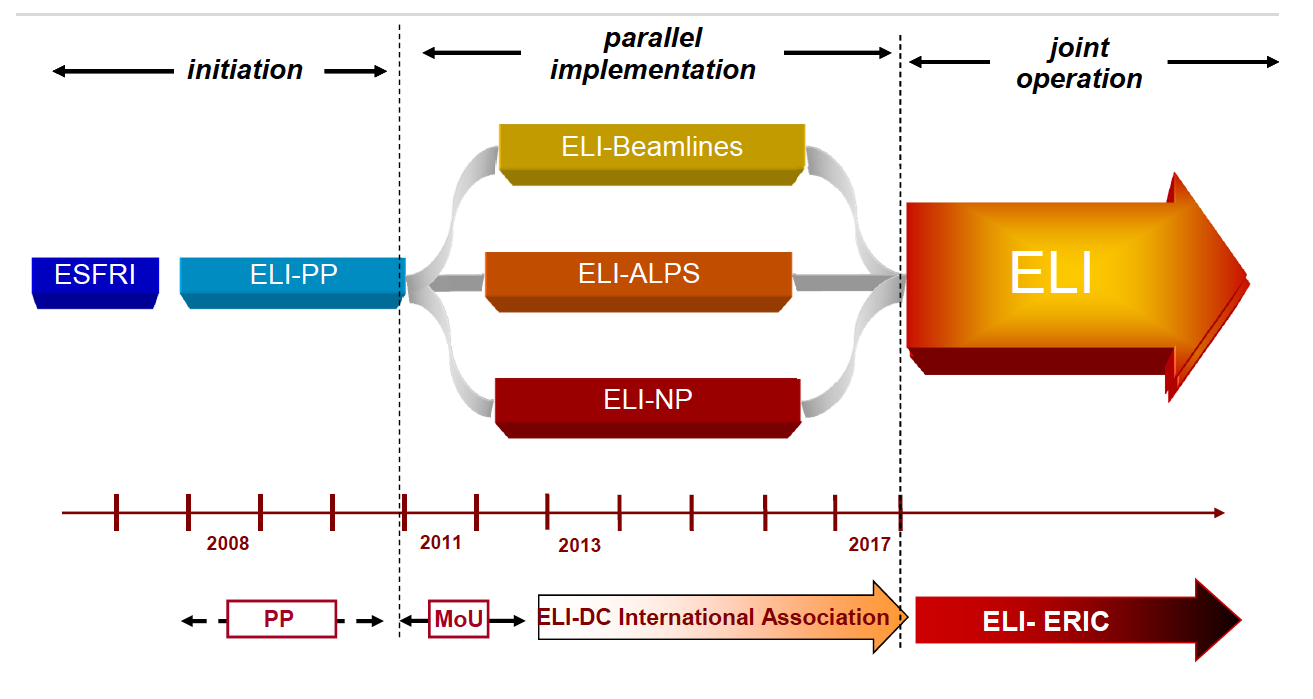 initiation
parallel
implementation
joint
operation
ELI-Beamlines
ESFRI
ELI-PP
ELI-ALPS
ELI
ELI-NP
2008
2011
2013
2017
PP
MoU
ELI-DC International Association
ELI- ERIC